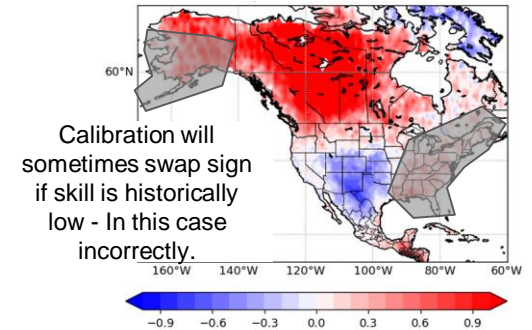 60°N
Calibration will
sometimes swap sign
if skill is historically
low - In this case
incorrectly.
160°W 140°W 120°W 100°W 80°W 60°W
−0.9 −0.6 −0.3 0.0 0.3 0.6 0.9